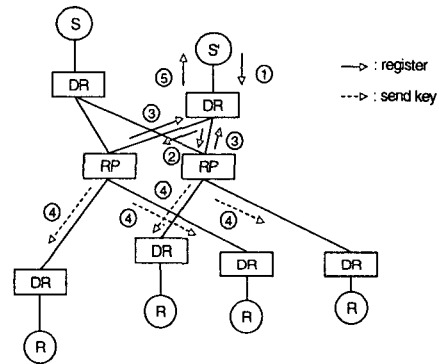 S
S'
⑤
①
: register
DR
DR
: send key
③
②
③
RP
RP
④
④
④
④
DR
DR
DR
DR
R
R
R
R